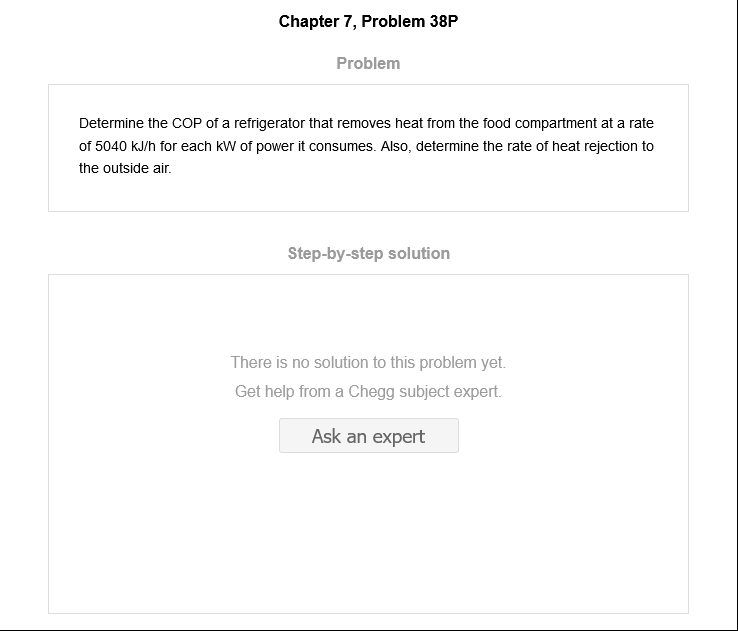 Chapter 7, Problem 38P
Problem
Determine the COP of a refrigerator that removes heat from the food compartment at a rate
of 5040 kJ/h for each kW of power it consumes. Also, determine the rate of heat rejection to
the outside air.
Step-by-step solution
There is no solution to this problem yet.
Get help from a Chegg subject expert.
Ask an expert